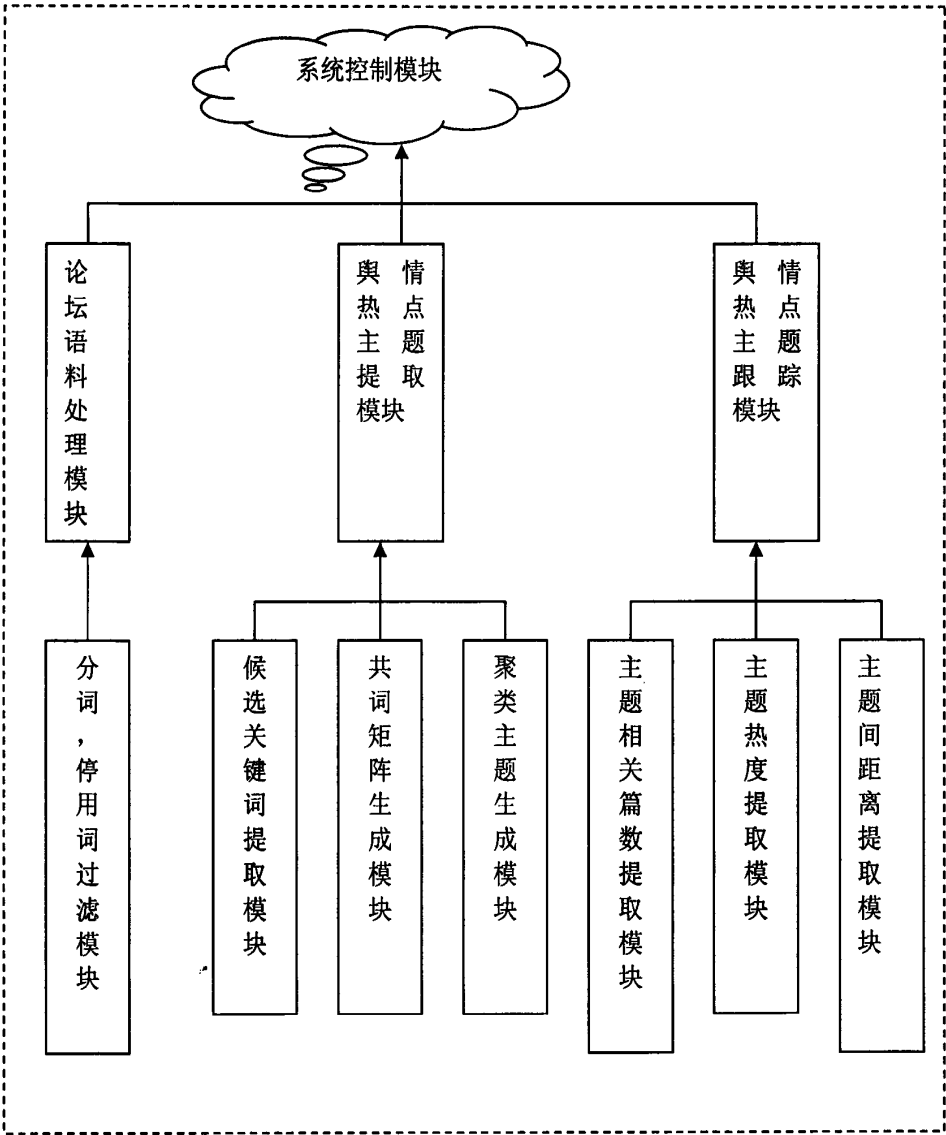 系统控制模块
论坛语料处理模块
舆情
热点
主题
提取
模块
舆情
热点
主题
跟踪
模块
分词，停用词过滤模块
候选关键词提取模块
共词矩阵生成模块
聚类主题生成模块
主题相关篇数提取模块
主题热度提取模块
主题间距离提取模块